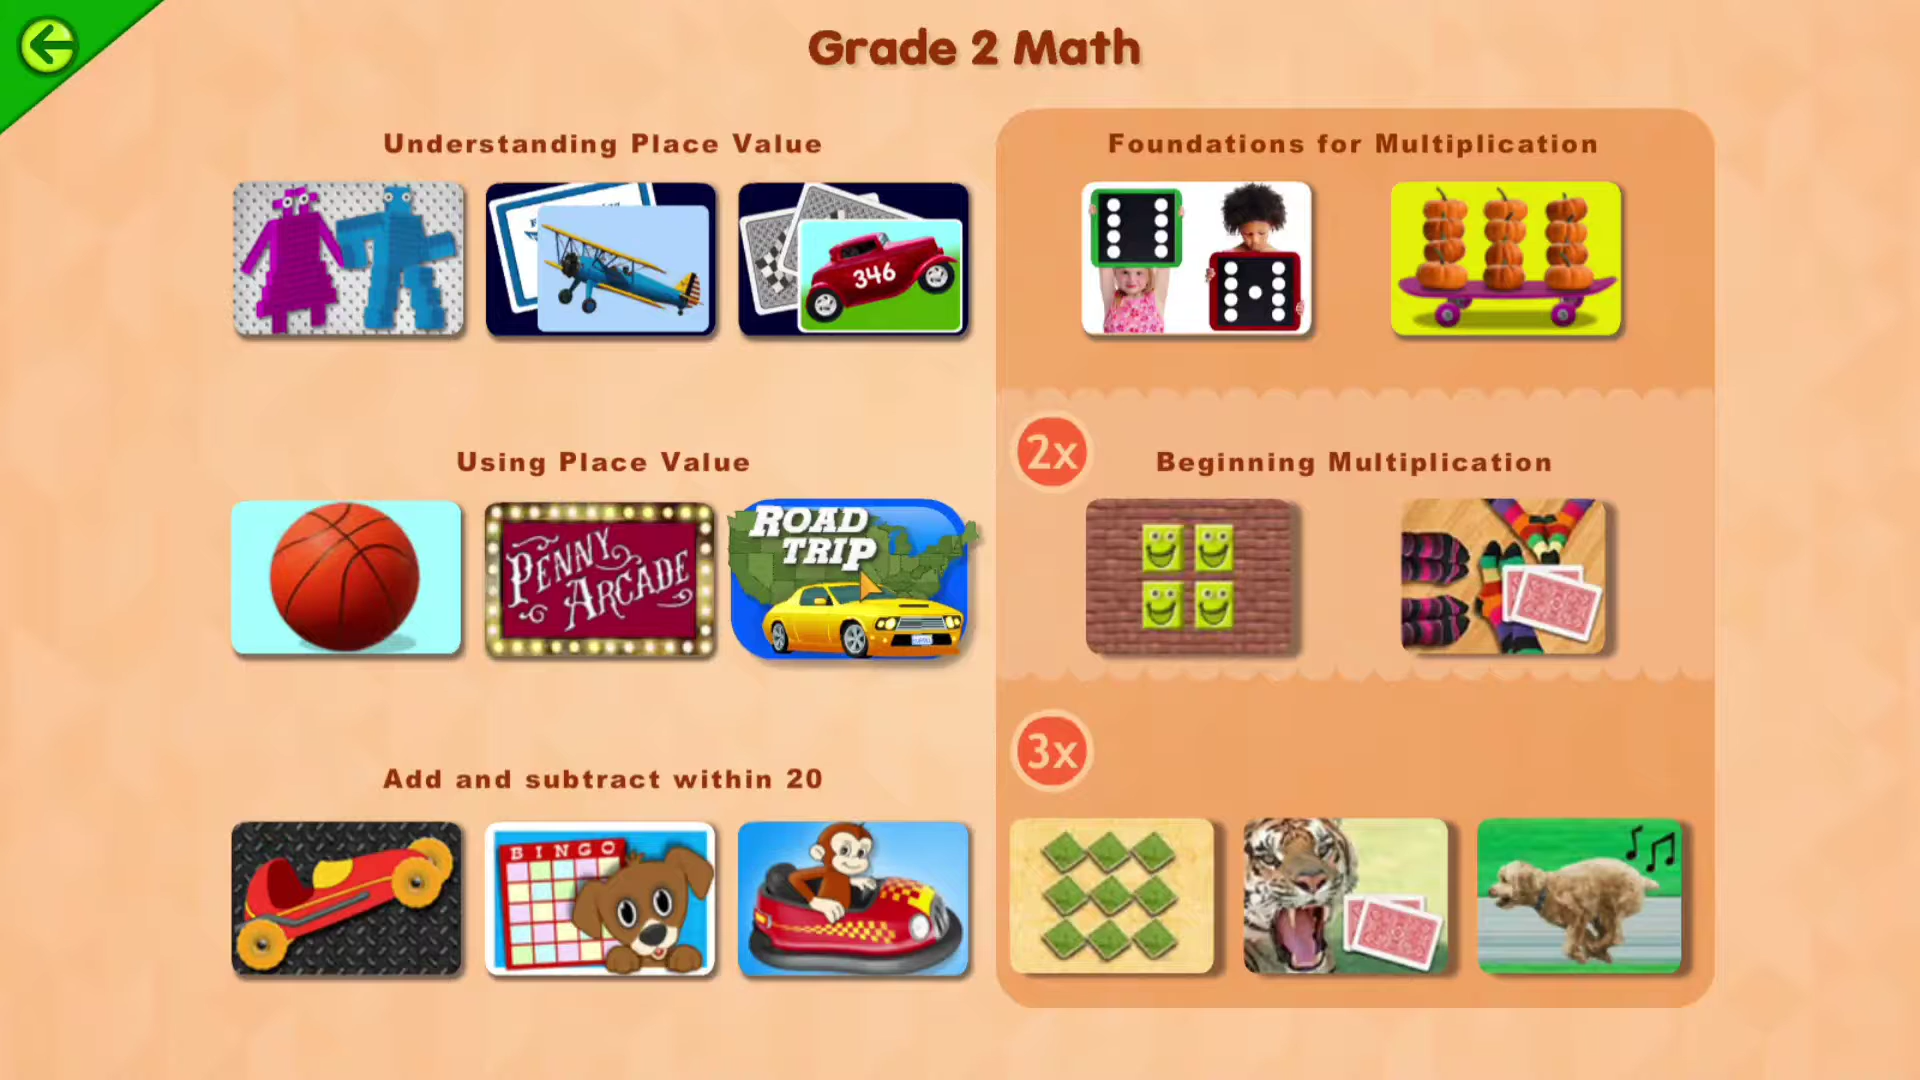 Grade 2 Math
Understanding Place Value
346
Foundations for Multiplication
Using Place Value
PENNY
ARCADE
ROAD
TRIP
2x
Beginning Multiplication
3x
Add and subtract within 20
BINGO